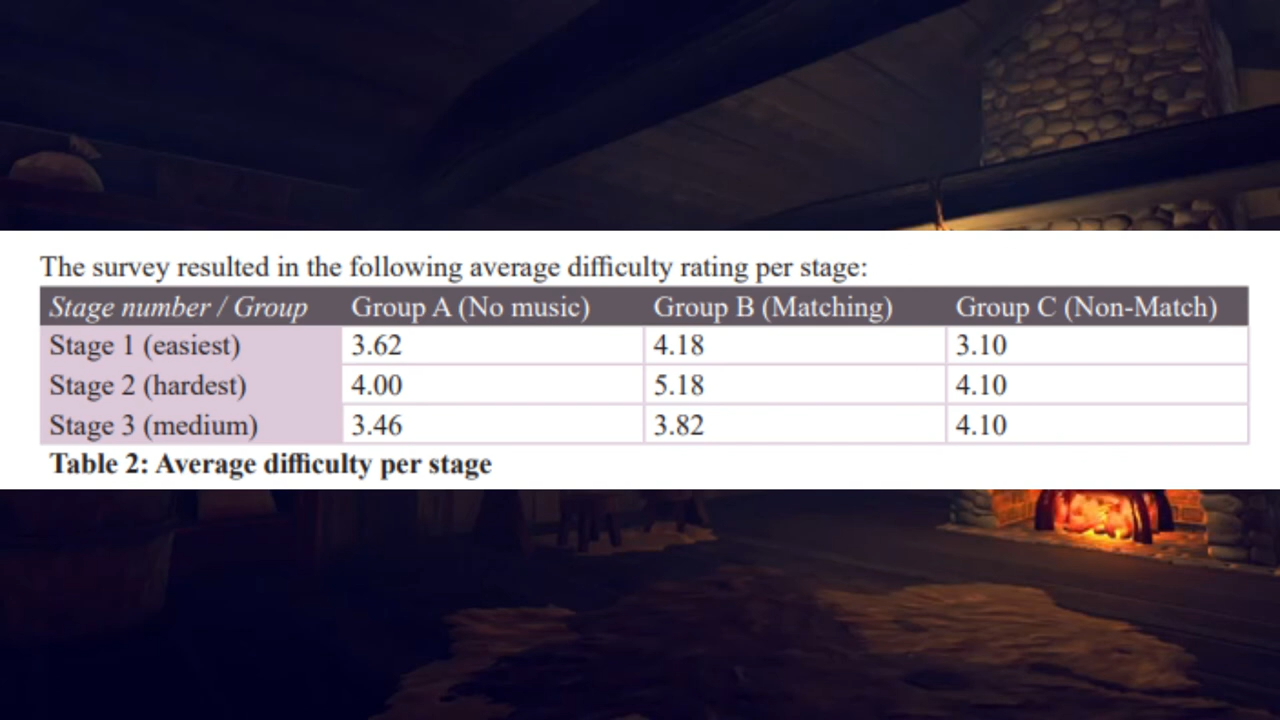 The survey resulted in the following average difficulty rating per stage:
Stage number / Group Group A (No music) Group B (Matching) Group C (Non-Match)
Stage 1 (easiest) 3.62 4.18 3.10
Stage 2 (hardest) 4.00 5.18 4.10
Stage 3 (medium) 3.46 3.82 4.10
Table 2: Average difficulty per stage